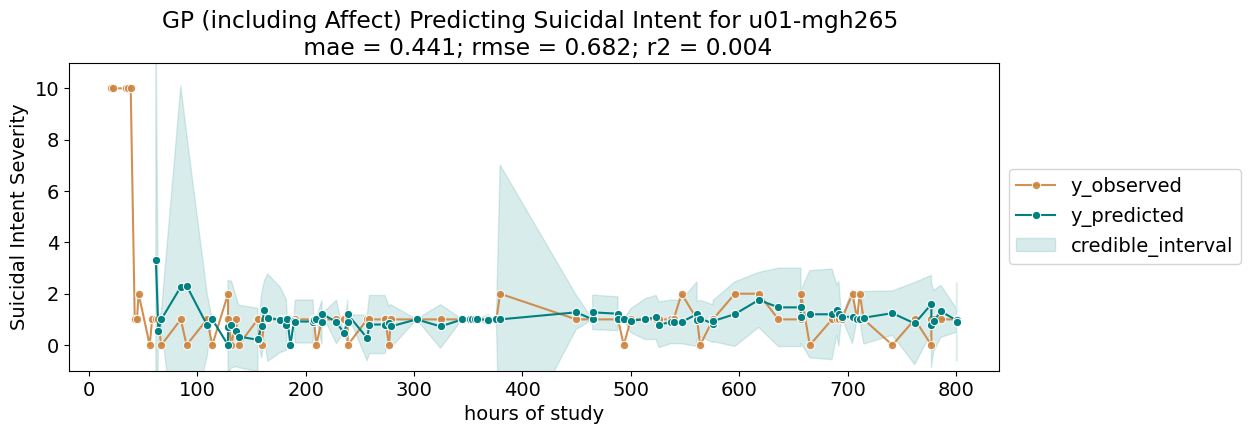 GP (including Affect) Predicting Suicidal Intent for u01-mgh265
mae = 0.441; rmse = 0.682; r2 = 0.004
Suicidal Intent Severity
10
8
6
4
2
0
0 100 200 300 400 500 600 700 800
hours of study
y_observed
y_predicted
credible_interval